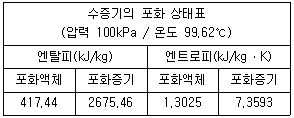 수증기의 포화 상태표
(압력 100kPa / 온도 99,62℃)
엔탈피(kJ/kg) 엔트로피(kJ/kg · K)
포화액체 포화증기 포화액체 포화증기
417,44 2675,46 1,3025 7,3593